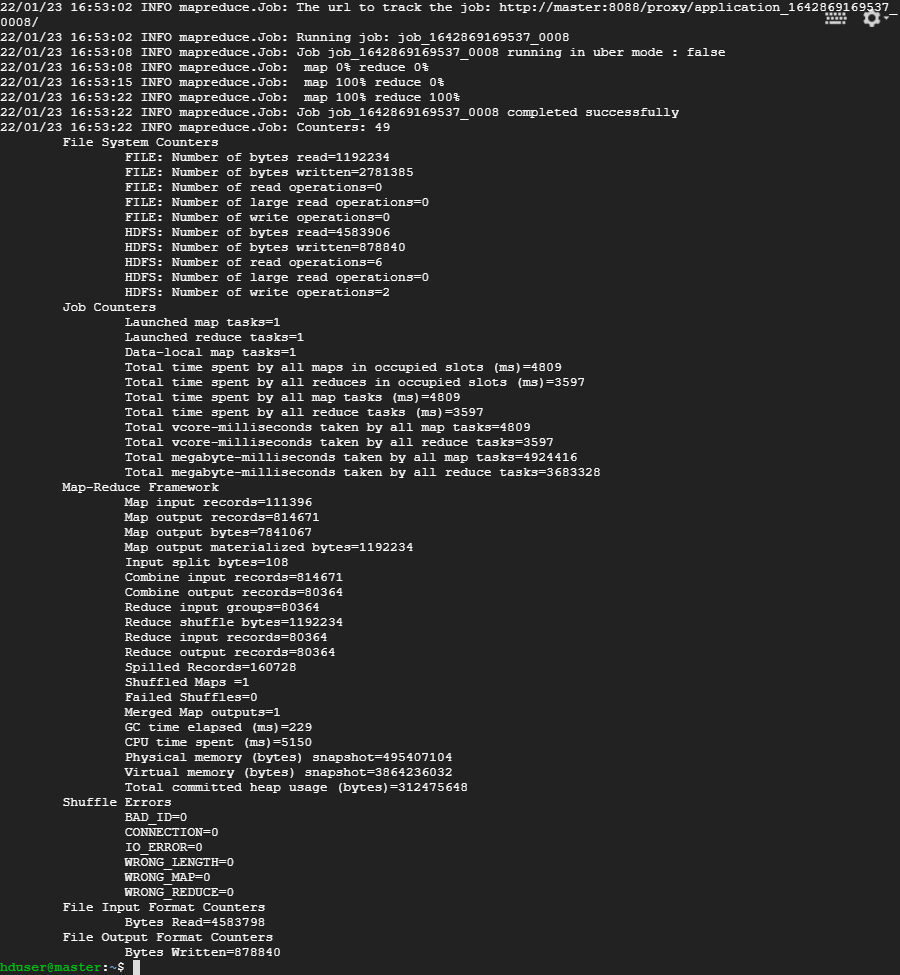 22/01/23 16:53:02 INFO mapreduce.Job: The url to track the job: http://master:8088/proxy/application_1642869169537_
0008/
22/01/23 16:53:02 INFO mapreduce.Job: Running job: job_1642869169537_0008
22/01/23 16:53:08 INFO mapreduce.Job: Job job_1642869169537_0008 running in uber mode : false
22/01/23 16:53:08 INFO mapreduce.Job:  map 0% reduce 0%
22/01/23 16:53:15 INFO mapreduce.Job:  map 100% reduce 0%
22/01/23 16:53:22 INFO mapreduce.Job:  map 100% reduce 100%
22/01/23 16:53:22 INFO mapreduce.Job: Job job_1642869169537_0008 completed successfully
22/01/23 16:53:22 INFO mapreduce.Job: Counters: 49
File System Counters
FILE: Number of bytes read=1192234
FILE: Number of bytes written=2781385
FILE: Number of read operations=0
FILE: Number of large read operations=0
FILE: Number of write operations=0
HDFS: Number of bytes read=4583906
HDFS: Number of bytes written=878840
HDFS: Number of read operations=6
HDFS: Number of large read operations=0
HDFS: Number of write operations=2
Job Counters
Launched map tasks=1
Launched reduce tasks=1
Data-local map tasks=1
Total time spent by all maps in occupied slots (ms)=4809
Total time spent by all reduces in occupied slots (ms)=3597
Total time spent by all map tasks (ms)=4809
Total time spent by all reduce tasks (ms)=3597
Total vcore-milliseconds taken by all map tasks=4809
Total vcore-milliseconds taken by all reduce tasks=3597
Total megabyte-milliseconds taken by all map tasks=4924416
Total megabyte-milliseconds taken by all reduce tasks=3683328
Map-Reduce Framework
Map input records=111396
Map output records=814671
Map output bytes=7841067
Map output materialized bytes=1192234
Input split bytes=108
Combine input records=814671
Combine output records=80364
Reduce input groups=80364
Reduce shuffle bytes=1192234
Reduce input records=80364
Reduce output records=80364
Spilled Records=160728
Shuffled Maps =1
Failed Shuffles=0
Merged Map outputs=1
GC time elapsed (ms)=229
CPU time spent (ms)=5150
Physical memory (bytes) snapshot=495407104
Virtual memory (bytes) snapshot=3864236032
Total committed heap usage (bytes)=312475648
Shuffle Errors
BAD_ID=0
CONNECTION=0
IO_ERROR=0
WRONG_LENGTH=0
WRONG_MAP=0
WRONG_REDUCE=0
File Input Format Counters
Bytes Read=4583798
File Output Format Counters
Bytes Written=878840
hduser@master:~$